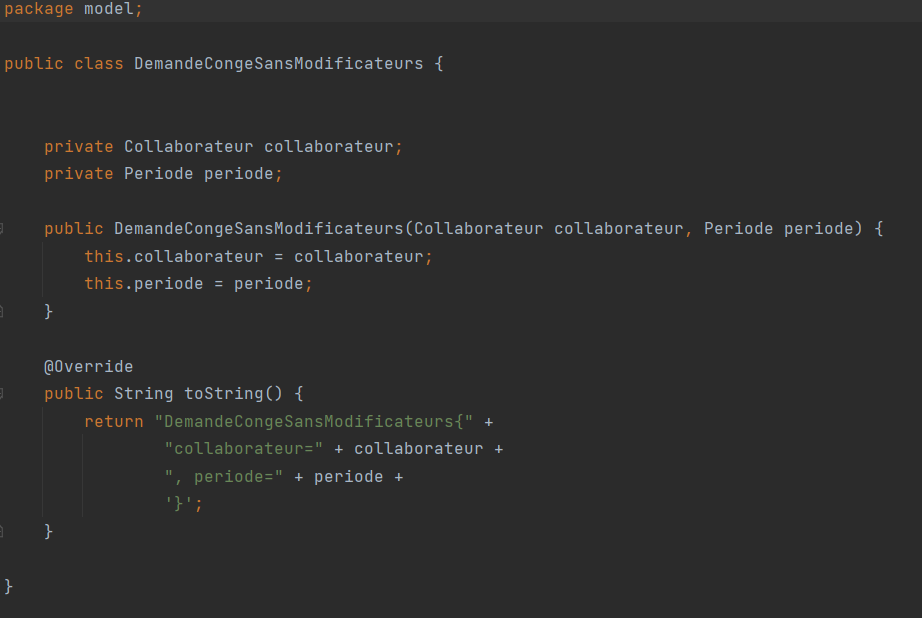 package model;
public class DemandeCongeSansModificateurs {
private Collaborateur collaborateur;
private Periode periode;
public DemandeCongeSansModificateurs(Collaborateur collaborateur, Periode periode) {
this.collaborateur = collaborateur;
this.periode = periode;
}
@Override
public String toString() {
return "DemandeCongeSansModificateurs{" +
"collaborateur=" + collaborateur +
", periode=" + periode +
'}';
}
}